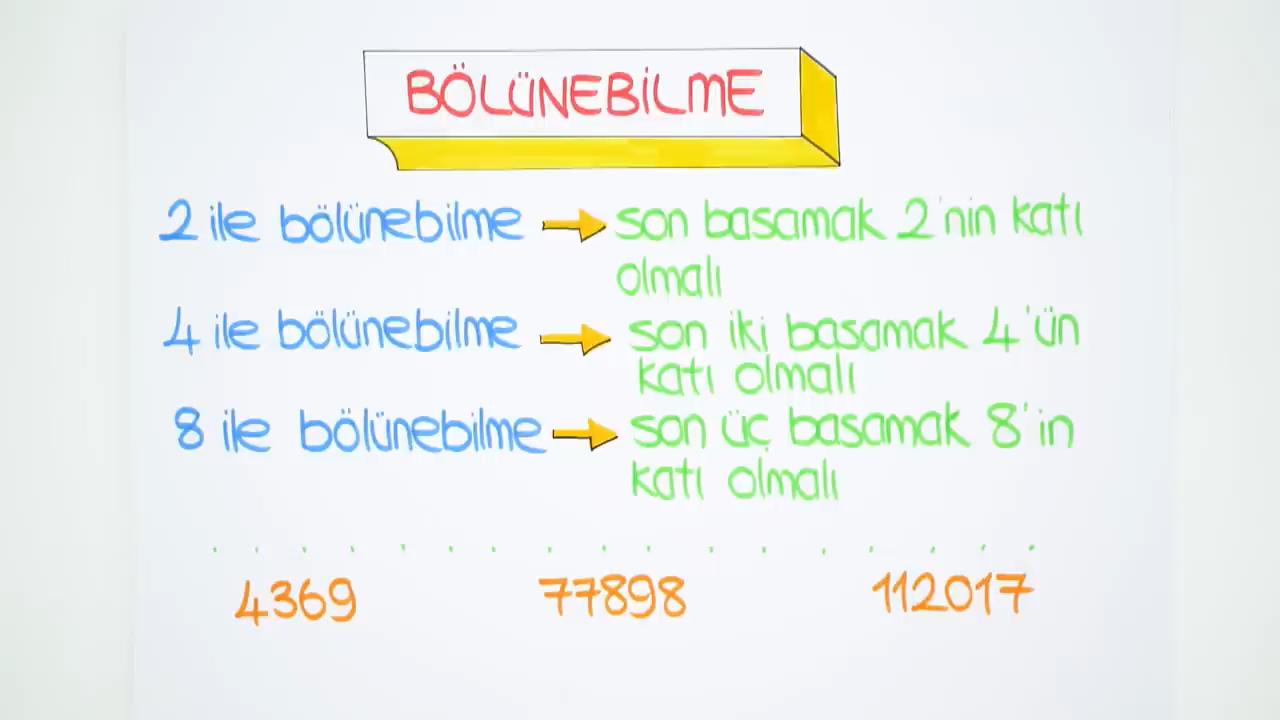 BÖLÜNEBİLME
2 ile bölünebilme → son basamak 2'nin katı
olmalı
4 ile bölünebilme → son iki basamak 4'ün
katı olmalı
8 ile bölünebilme → son üç basamak 8'in
katı olmalı
4369 77898 112017